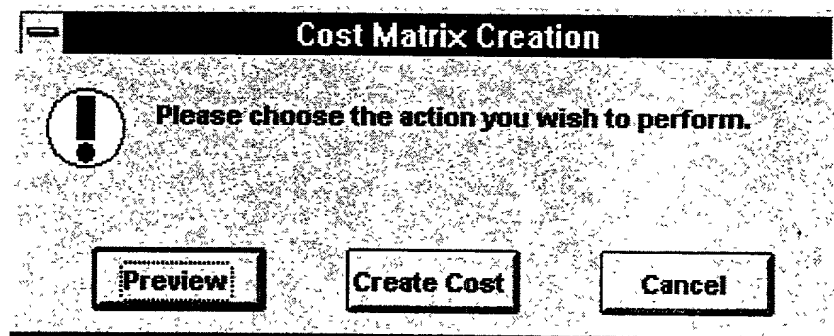 Cost Matrix Creation
Please choose the action you wish to perform.
Preview Create Cost Cancel